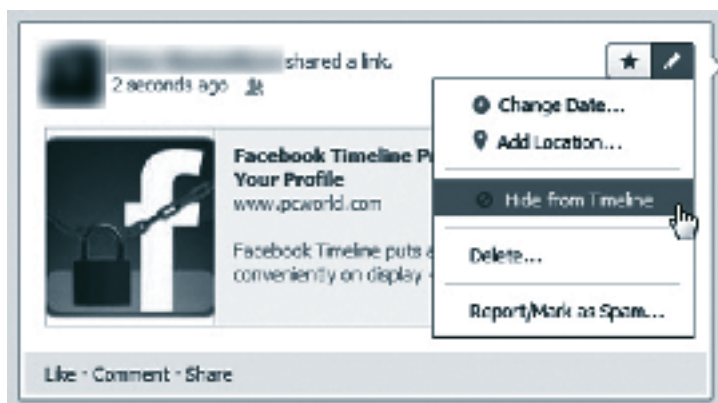 shared a link.
2 seconds ago
Change Date...
Add Location...
Hide from Timeline
Delete...
Report/Mark as Spam...
Facebook Timeline P
Your Profile
www.pcworld.com
Facebook Timeline puts a
conveniently on display
Like · Comment · Share